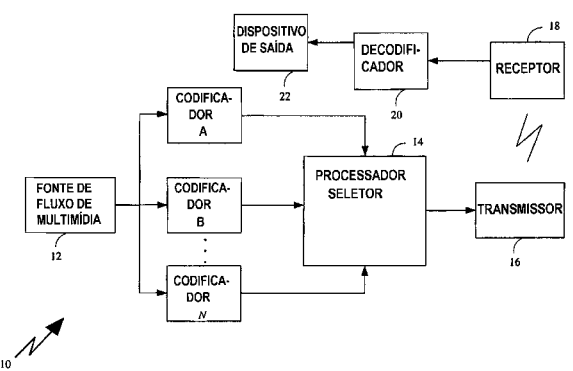 DISPOSITIVO
DE SAÍDA
22
DECODIFI-
CADOR
20
18
RECEPTOR
CODIFICA-
DOR
A
14
PROCESSADOR
SELETOR
FONTE DE
FLUXO DE
MULTIMÍDIA
12
CODIFICA-
DOR
B
TRANSMISSOR
16
CODIFICA-
DOR
N
10